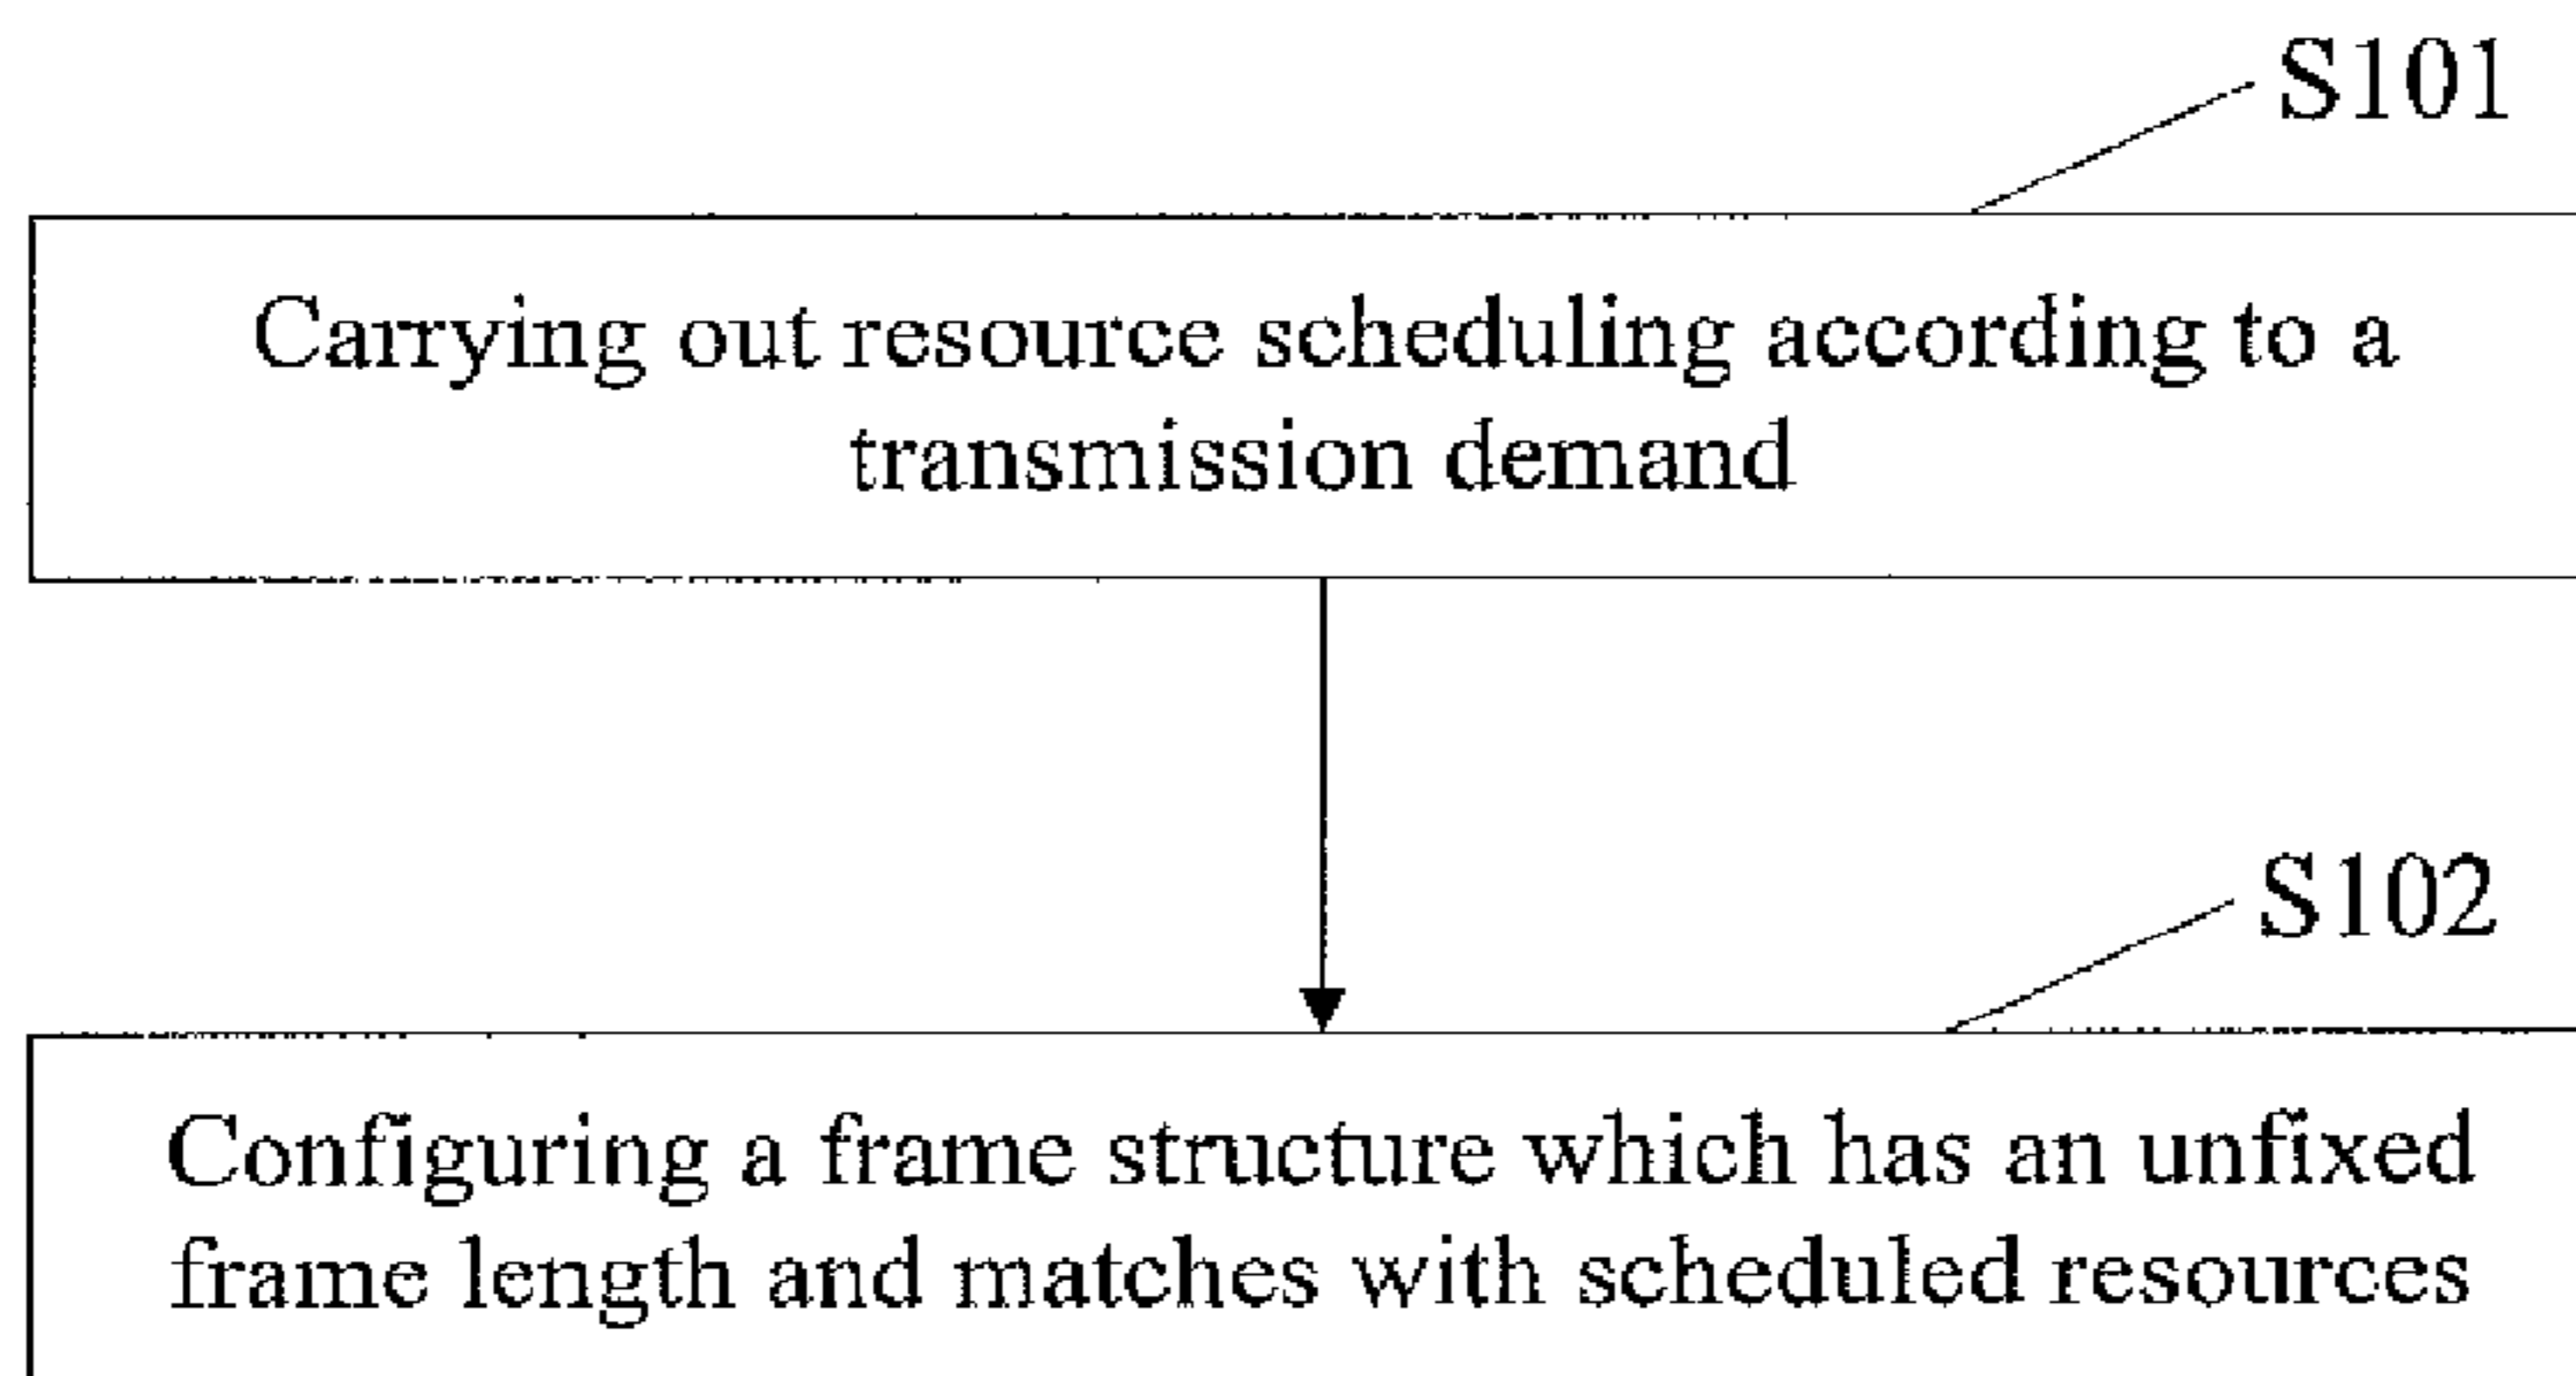 S101
Carrying out resource scheduling according to a
transmission demand
S102
Configuring a frame structure which has an unfixed
frame length and matches with scheduled resources